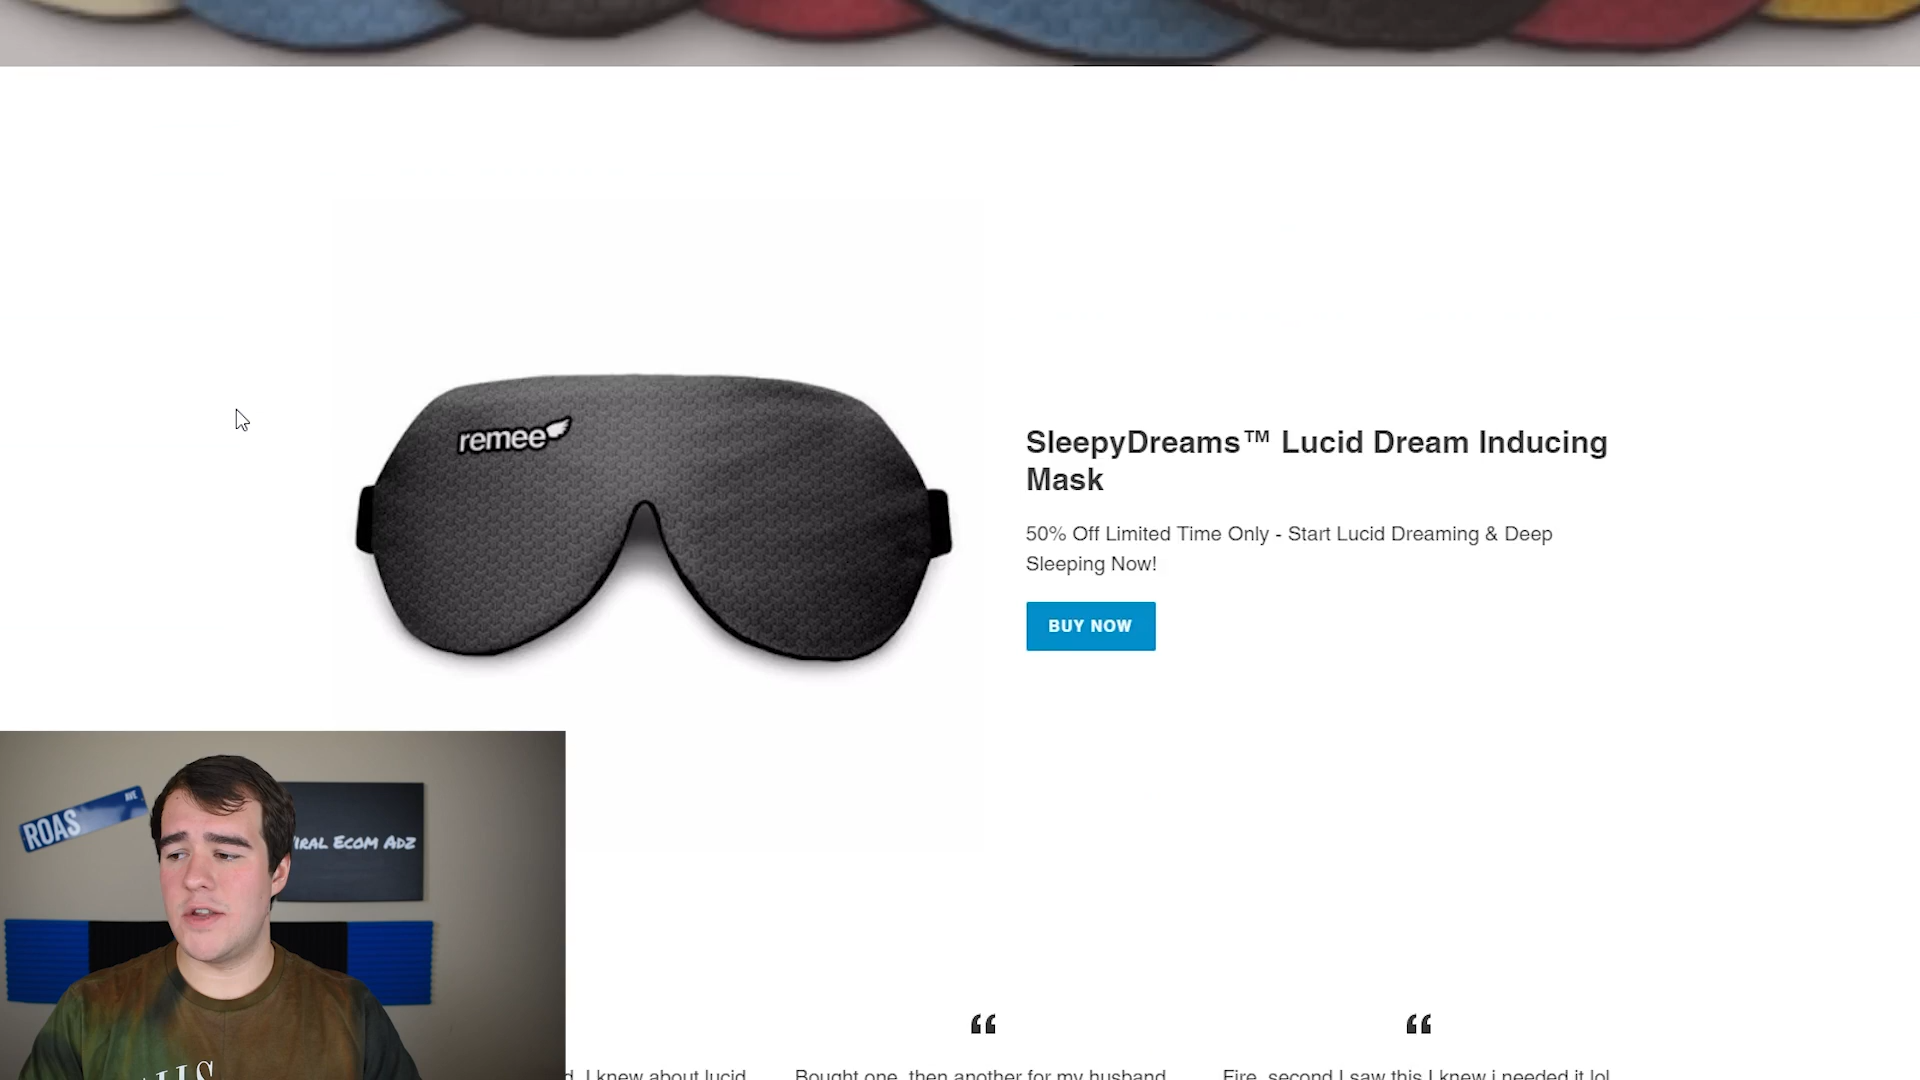 remee
SleepyDreams™ Lucid Dream Inducing
Mask
50% Off Limited Time Only - Start Lucid Dreaming & Deep
Sleeping Now!
BUY NOW
ROAS AVE
IRAL ECOM ADZ
“ “
I knew about lucid Bought one, then another for my husband Fire, second I saw this I knew i needed it lol